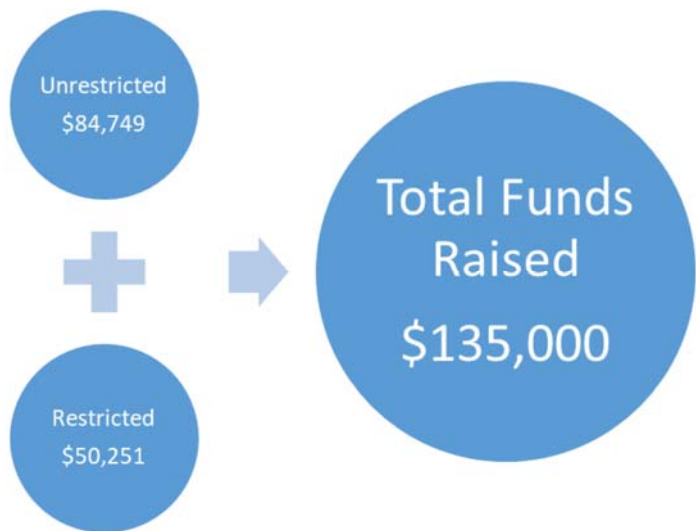 Unrestricted
$84,749
Restricted
$50,251
Total Funds
Raised
$135,000